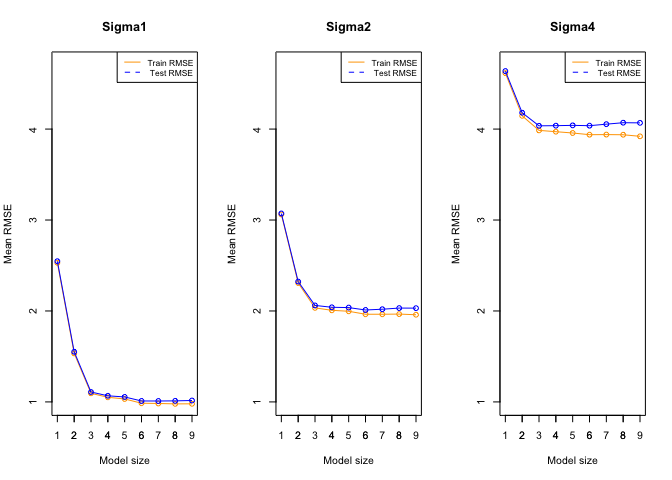 Sigma1
Train RMSE
Test RMSE
Mean RMSE
1
2
3
4
1 2 3 4 5 6 7 8 9
Model size
Sigma2
Train RMSE
Test RMSE
Mean RMSE
1
2
3
4
1 2 3 4 5 6 7 8 9
Model size
Sigma4
Train RMSE
Test RMSE
Mean RMSE
1
2
3
4
1 2 3 4 5 6 7 8 9
Model size